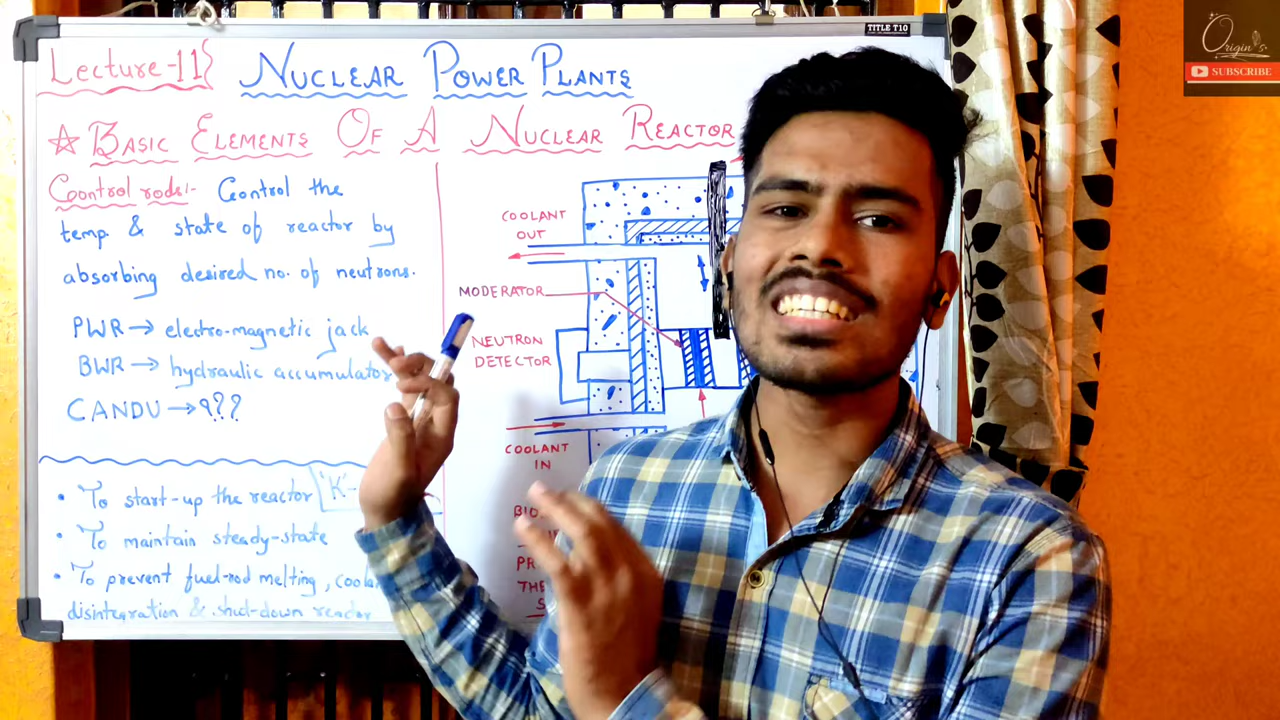 TITLE T10
Origin's.
SUBSCRIBE
Lecture-11
NUCLEAR POWER PLANTS
BASIC ELEMENTS OF A NUCLEAR REACTOR
Control rods:- Control the
temp & state of reactor by
absorbing desired no. of neutrons.
PWR → electro-magnetic jack
BWR → hydraulic accumulator
CANDU → ???
• To start-up the reactor 'K'-
• To maintain steady-state
• To prevent fuel-rod melting,
disintegration & shut-down reactor
COOLANT
OUT
MODERATOR
NEUTRON
DETECTOR
COOLANT
IN